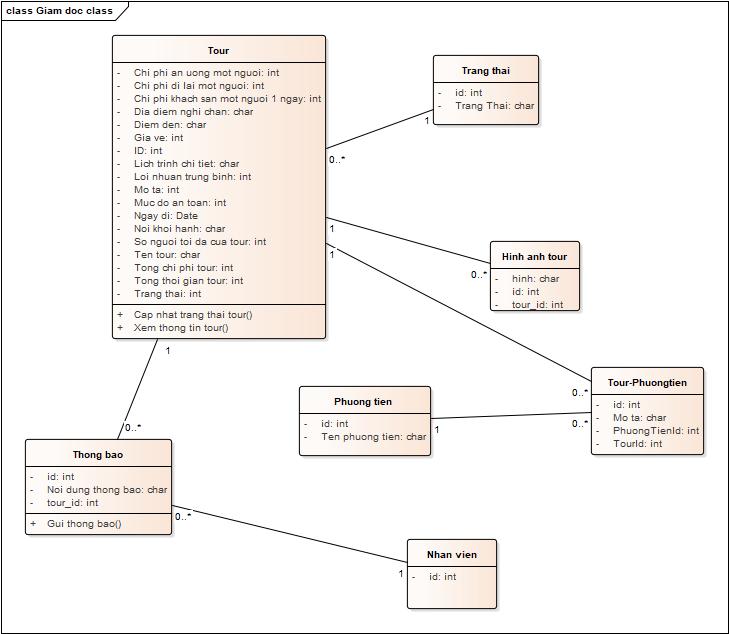 class Giam doc class
Tour
- Chi phi an uong mot nguoi: int
- Chi phi di lai mot nguoi: int
- Chi phi khach san mot nguoi 1 ngay: int
- Dia diem nghi chan: char
- Diem den: char
- Gia ve: int
- ID: int
- Lich trinh chi tiet: char
- Loi nhuan trung binh: int
- Mo ta: int
- Muc do an toan: int
- Ngay di: Date
- Noi khoi hanh: char
- So nguoi toi da cua tour: int
- Ten tour: char
- Tong chi phi tour: int
- Tong thoi gian tour: int
- Trang thai: int
+ Cap nhat trang thai tour()
+ Xem thong tin tour()
Trang thai
- id: int
- Trang Thai: char
1
0..*
1
1
Hinh anh tour
- hinh: char
- id: int
- tour_id: int
0..*
1
0..*
Tour-Phuongtien
- id: int
- Mo ta: char
- PhuongTienId: int
- TourId: int
0..*
0..*
Phuong tien
- id: int
- Ten phuong tien: char
1
Thong bao
- id: int
- Noi dung thong bao: char
- tour_id: int
+ Gui thong bao()
0..*
1
Nhan vien
- id: int